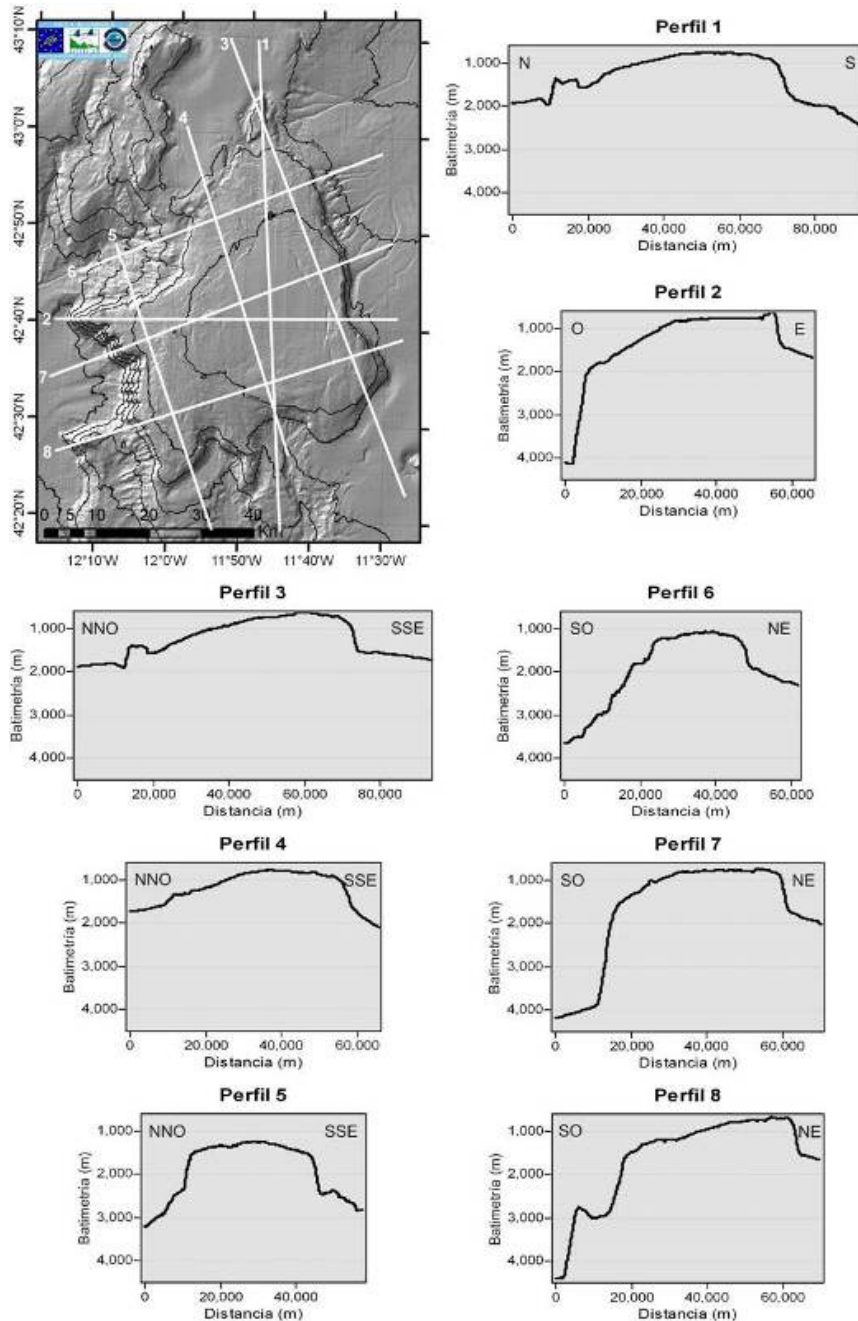 43°10'N
43°0'N
42°50'N
42°40'N
42°30'N
42°20'N
3 1
4
5
6
2
7
8
0 5 10 20 30 40
Km
12°10'W 12°0'W 11°50'W 11°40'W 11°30'W
Perfil 1
N S
Batimetría (m)
1,000
2,000
3,000
4,000
0 20,000 40,000 60,000 80,000
Distancia (m)
Perfil 2
O E
Batimetría (m)
1,000
2,000
3,000
4,000
0 20,000 40,000 60,000
Distancia (m)
Perfil 3
NNO SSE
Batimetría (m)
1,000
2,000
3,000
4,000
0 20,000 40,000 60,000 80,000
Distancia (m)
Perfil 6
SO NE
Batimetría (m)
1,000
2,000
3,000
4,000
0 20,000 40,000 60,000
Distancia (m)
Perfil 4
NNO SSE
Batimetría (m)
1,000
2,000
3,000
4,000
0 20,000 40,000 60,000
Distancia (m)
Perfil 7
SO NE
Batimetría (m)
1,000
2,000
3,000
4,000
0 20,000 40,000 60,000
Distancia (m)
Perfil 5
NNO SSE
Batimetría (m)
1,000
2,000
3,000
4,000
0 20,000 40,000
Distancia (m)
Perfil 8
SO NE
Batimetría (m)
1,000
2,000
3,000
4,000
0 20,000 40,000 60,000
Distancia (m)